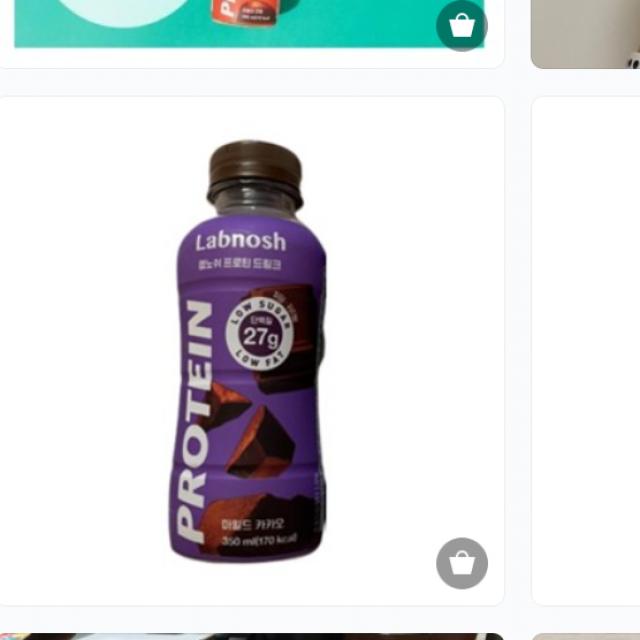 Labnosh
랩노쉬 프로틴 드링크
LOW SUGAR
단백질
27g
LOW FAT
PROTEIN
마일드 카카오
350 ml(170 kcal)